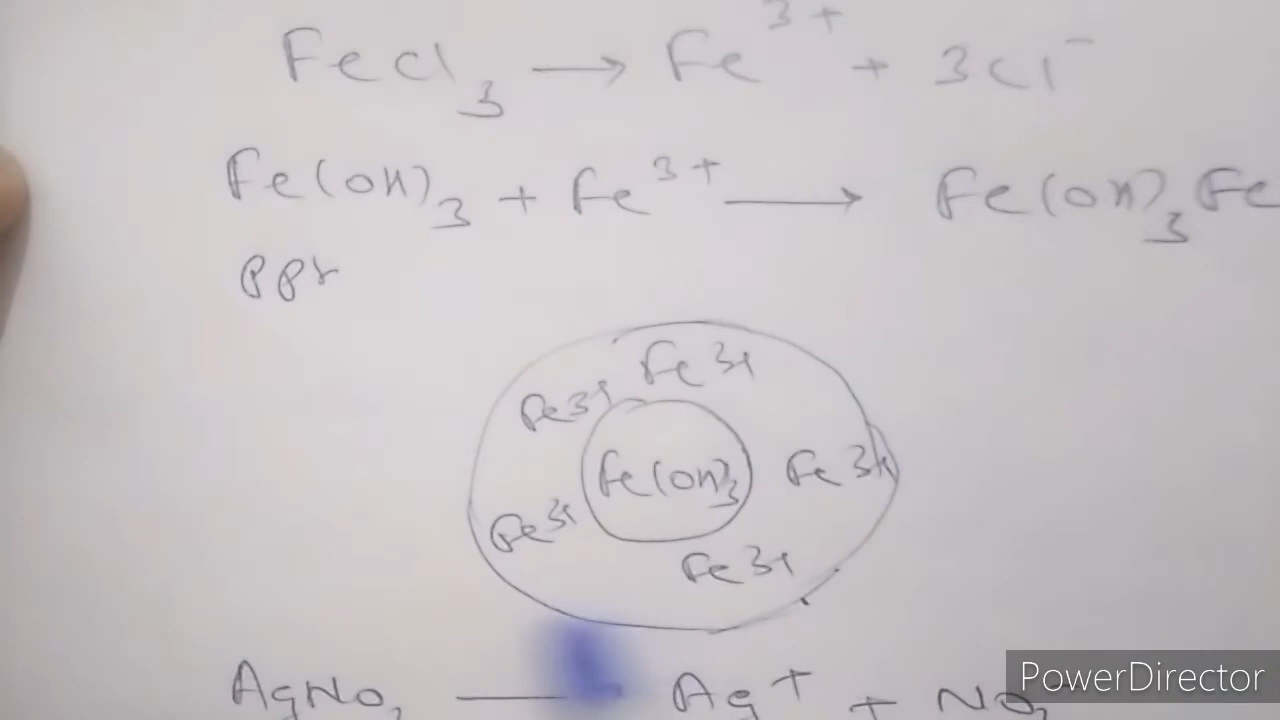 FeCl₃ → Fe³⁺ + 3Cl⁻
Fe(OH)₃ + Fe³⁺ → Fe(OH)₃Fe
PPt
Fe³⁺
Fe³⁺
Fe(OH)₃ Fe³⁺
Fe³⁺
Fe³⁺
AgNO₃ → Ag⁺ + NO₃⁻
PowerDirector